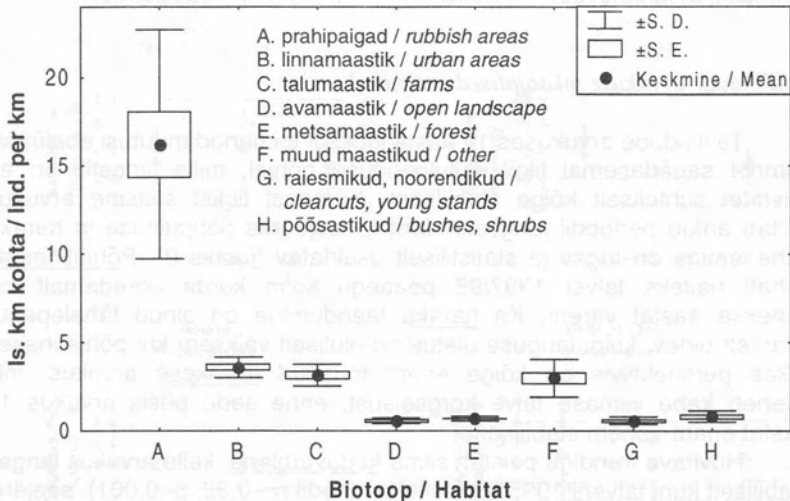 A. prahipaigad / rubbish areas
B. linnamaastik / urban areas
C. talumaastik / farms
D. avamaastik / open landscape
E. metsamaastik / forest
F. muud maastikud / other
G. raiesmikud, noorendikud /
clearcuts, young stands
H. põõsastikud / bushes, shrubs
±S. D.
±S. E.
Keskmine / Mean
Is. km kohta/ Ind. per km
20
15
10
5
0
A B C D E F G H
Biotoop / Habitat